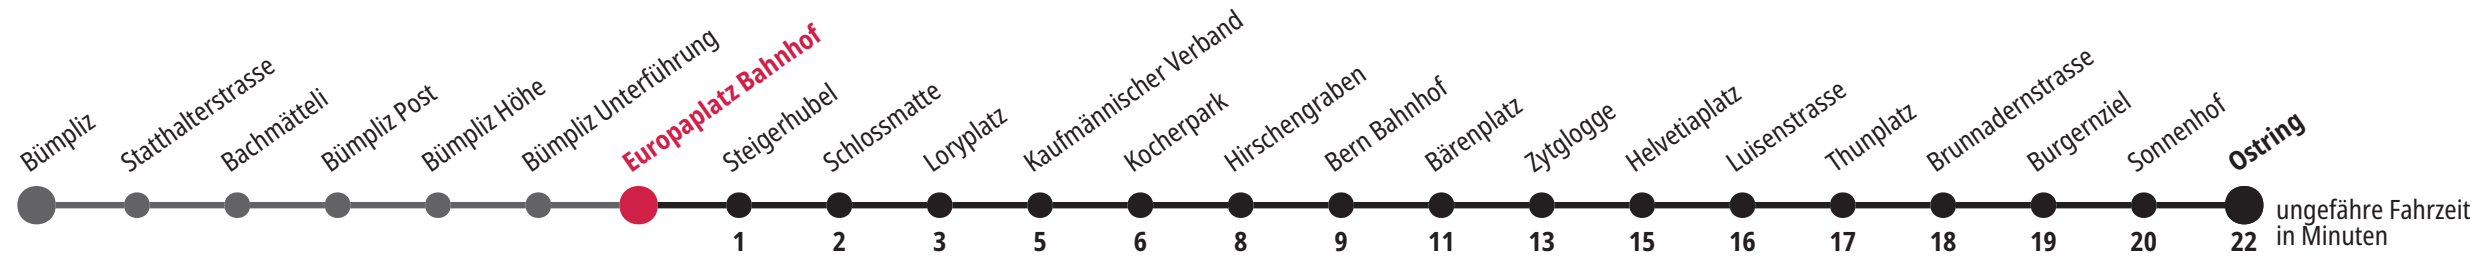 Bümpliz
Statthalterstrasse
Bachmätteli
Bümpliz Post
Bümpliz Höhe
Bümpliz Unterführung
Europaplatz Bahnhof
Steigerhubel
Schlossmatte
Loryplatz
Kaufmännischer Verband
Kocherpark
Hirschengraben
Bern Bahnhof
Bärenplatz
Zytglogge
Helvetiaplatz
Luisenstrasse
Thunplatz
Brunnadernstrasse
Burgernziel
Sonnenhof
Ostring
1 2 3 5 6 8 9 11 13 15 16 17 18 19 20 22
ungefähre Fahrzeit
in Minuten